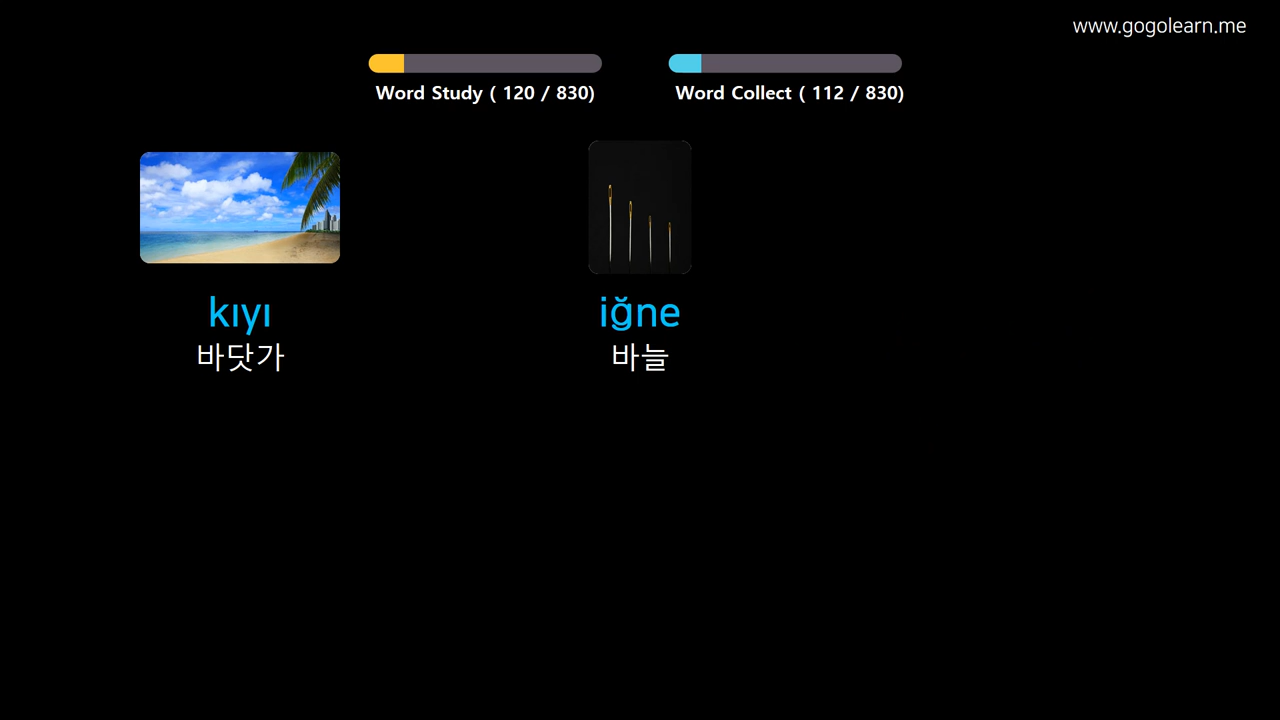 www.gogolearn.me
Word Study ( 120 / 830)
Word Collect ( 112 / 830)
kıyı
바닷가
iğne
바늘